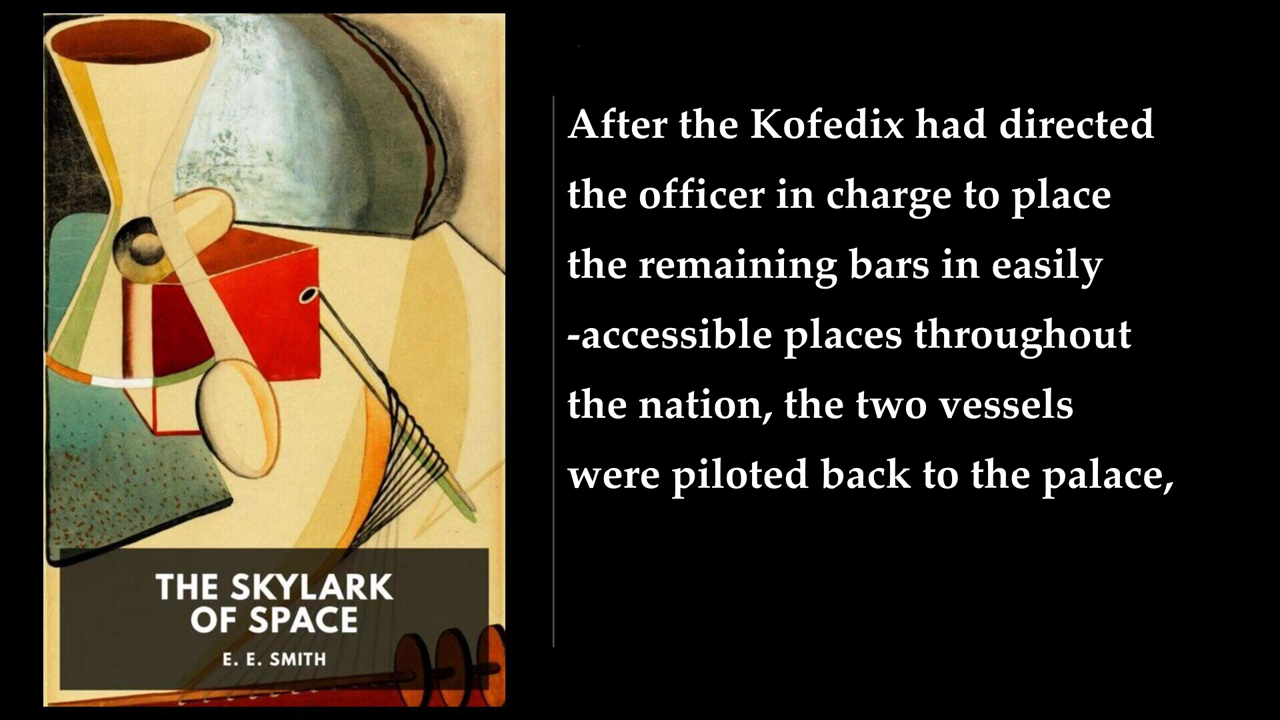 THE SKYLARK
OF SPACE
E. E. SMITH
After the Kofedix had directed
the officer in charge to place
the remaining bars in easily
-accessible places throughout
the nation, the two vessels
were piloted back to the palace,